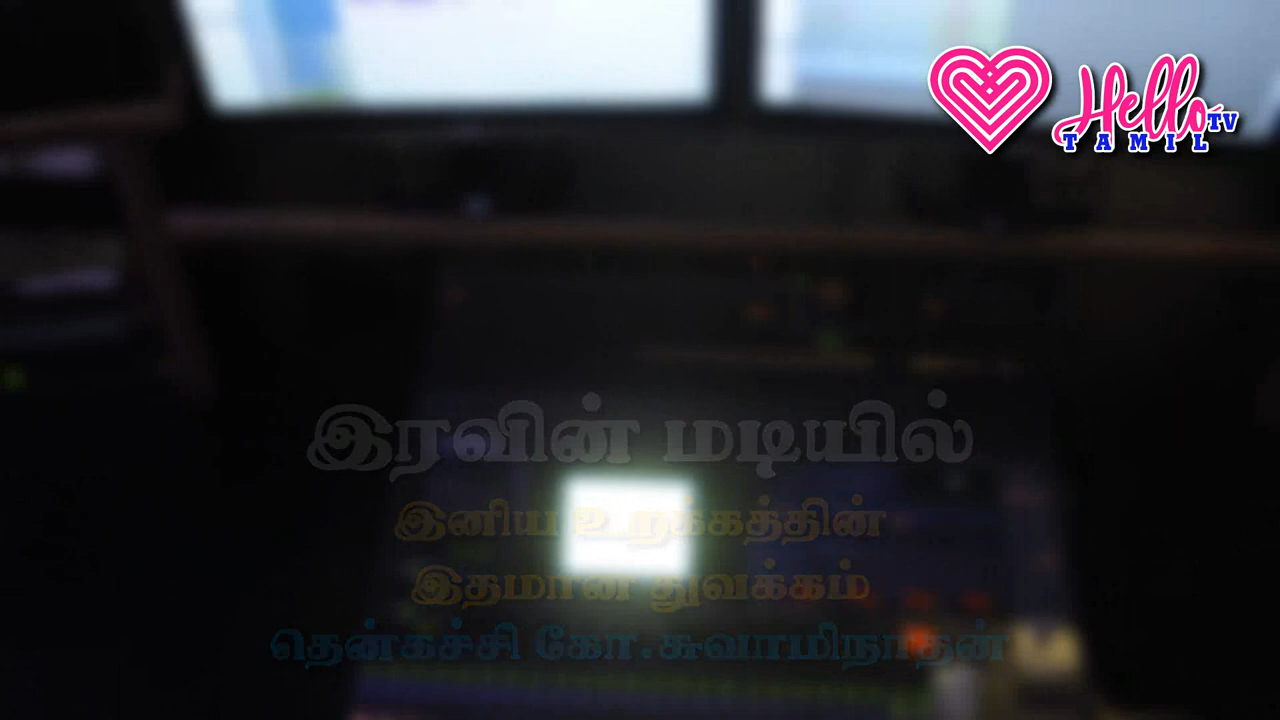 Hello TV
TAMIL
இரவின் மடியில்
இனிய உறக்கத்தின்
இதமான துவக்கம்
தென்கச்சி கோ.சுவாமிநாதன்